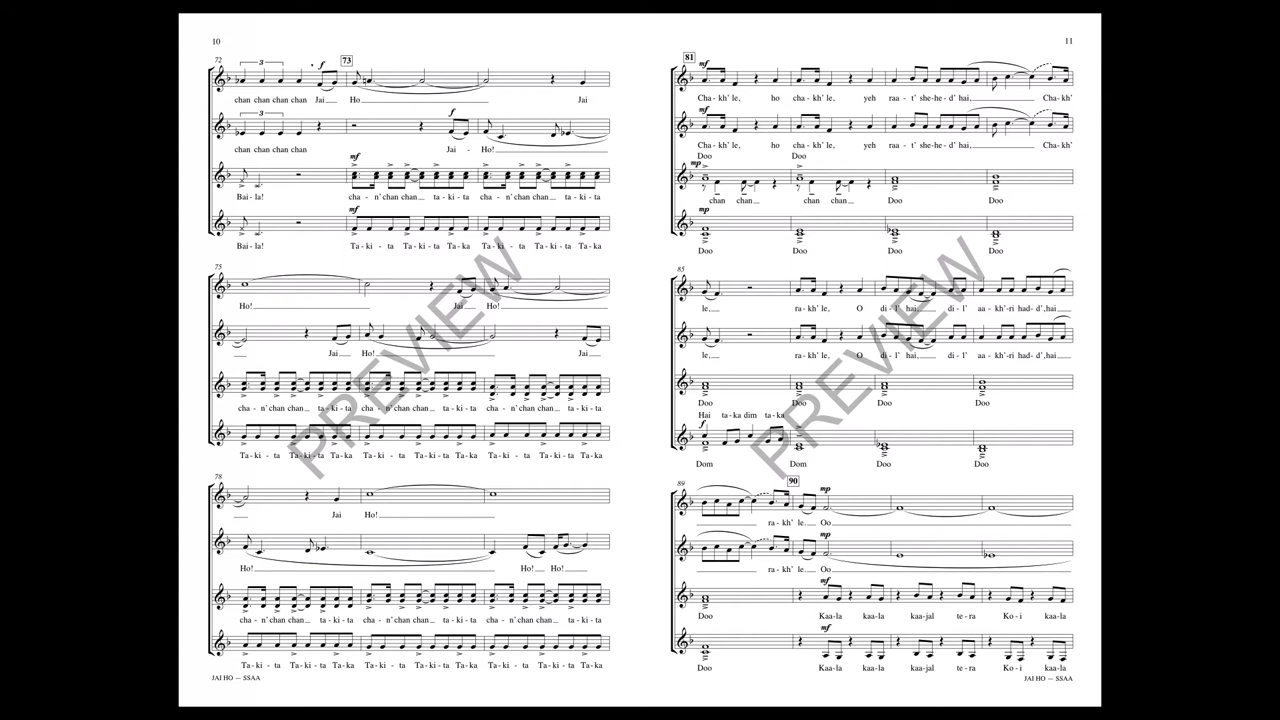 10
72
3
f
73
chan chan chan chan Jai Ho Jai
3
f
chan chan chan chan Jai - Ho!
mf
Bai - la! cha - n' chan chan ta - ki - ta cha - n' chan chan ta - ki - ta
mf
Bai - la! Ta - ki - ta Ta - ki - ta Ta - ka Ta - ki - ta Ta - ki - ta Ta - ka
75
Ho! Jai Ho!
Jai Ho! Jai
cha - n' chan chan ta - ki - ta cha - n' chan chan ta - ki - ta cha - n' chan chan ta - ki - ta
Ta - ki - ta Ta - ki - ta Ta - ka Ta - ki - ta Ta - ki - ta Ta - ka Ta - ki - ta Ta - ki - ta Ta - ka
78
Jai Ho!
Ho! Ho! Ho!
cha - n' chan chan ta - ki - ta cha - n' chan chan ta - ki - ta cha - n' chan chan ta - ki - ta
Ta - ki - ta Ta - ki - ta Ta - ka Ta - ki - ta Ta - ki - ta Ta - ka Ta - ki - ta Ta - ki - ta Ta - ka
JAI HO — SSAA
PREVIEW
11
81
mf
Cha - kh' le, ho cha - kh' le, yeh raa - t' she - he - d' hai, Cha - kh'
mf
Cha - kh' le, ho cha - kh' le, yeh raa - t' she - he - d' hai, Cha - kh'
Doo Doo
mp
chan chan chan chan Doo Doo
mp
Doo Doo Doo Doo
85
le, ra - kh' le, O di - l' hai, di - l' aa - kh' - ri had - d', hai
le, ra - kh' le, O di - l' hai, di - l' aa - kh' - ri had - d', hai
Doo Doo Doo Doo
Hai ta - ka dim ta - ka
f
Dom Dom Doo Doo
89
90
mp
ra - kh' le. Oo
mp
ra - kh' le. Oo
mf
Doo Kaa - la kaa - la kaa - jal te - ra Ko - i kaa - la
mf
Doo Kaa - la kaa - la kaa - jal te - ra Ko - i kaa - la
JAI HO — SSAA
PREVIEW